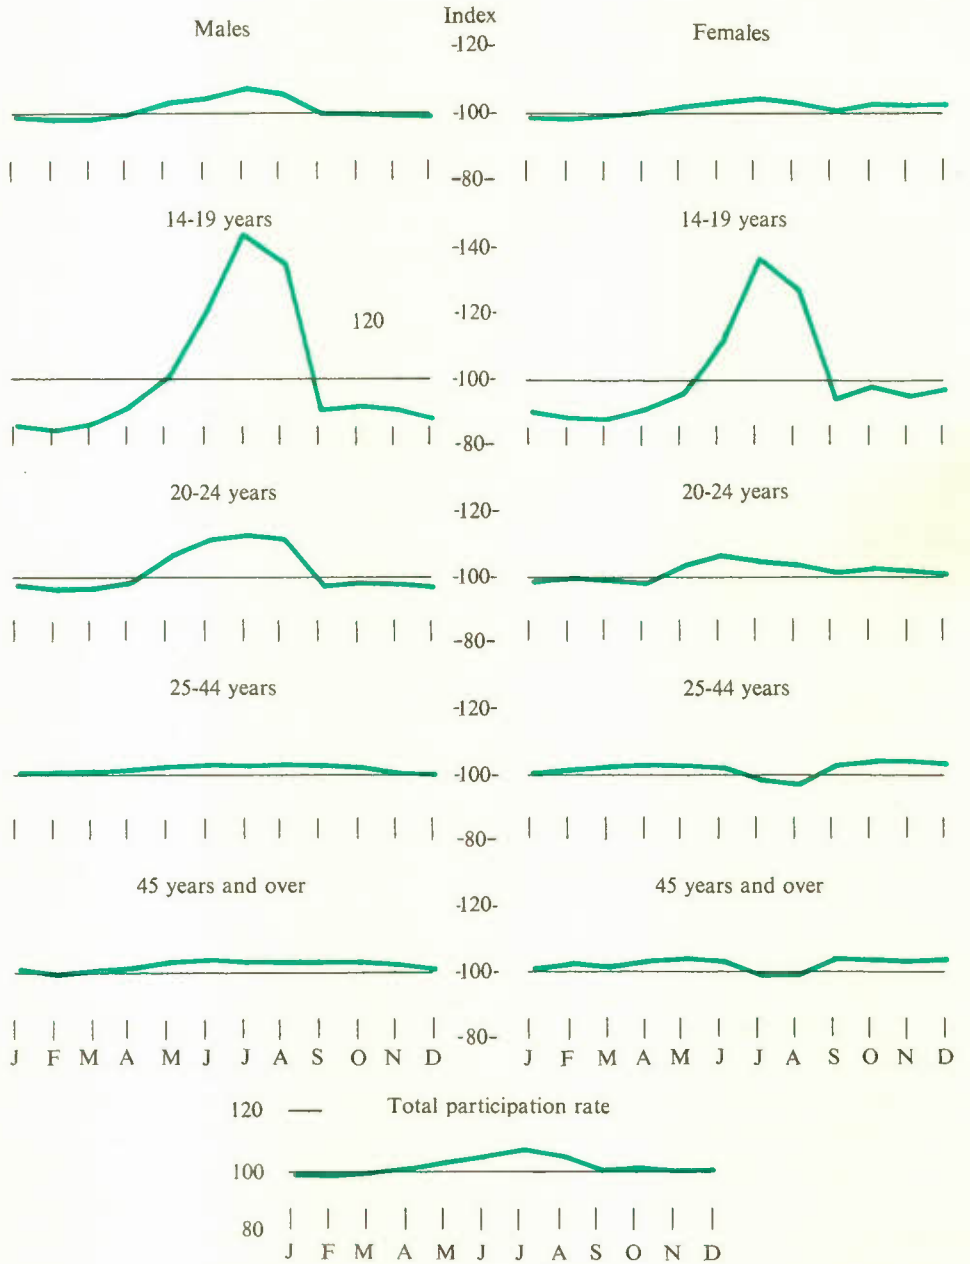 Index
Males
Females
-120-
-100-
-80-
14-19 years
14-19 years
-140-
-120-
120
-100-
-80-
20-24 years
20-24 years
-120-
-100-
-80-
25-44 years
25-44 years
-120-
-100-
-80-
45 years and over
45 years and over
-120-
-100-
-80-
J F M A M J J A S O N D
J F M A M J J A S O N D
120 — Total participation rate
100
80
J F M A M J J A S O N D